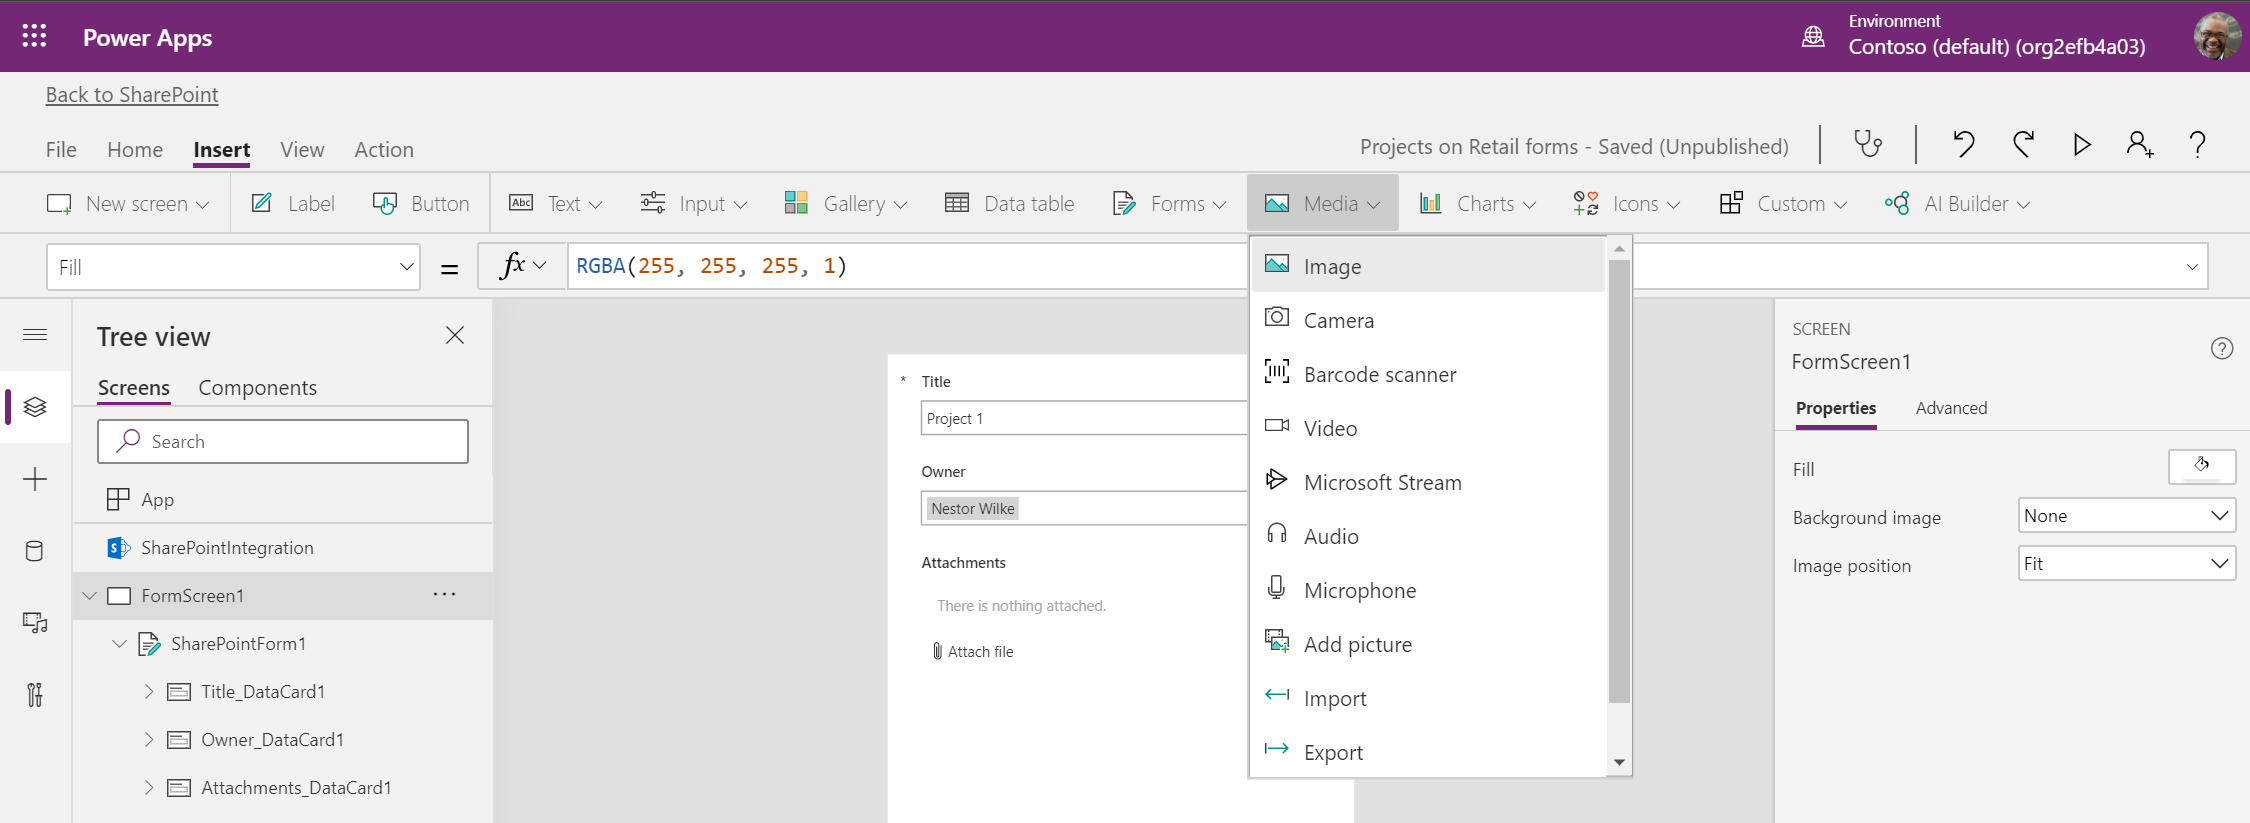 Power Apps
Environment
Contoso (default) (org2efb4a03)
Back to SharePoint
File Home Insert View Action
Projects on Retail forms - Saved (Unpublished)
New screen Label Button Abc Text Input Gallery Data table Forms Media Charts Icons Custom AI Builder
Fill = fx RGBA(255, 255, 255, 1)
Tree view
Screens Components
Search
App
SharePointIntegration
FormScreen1 ...
SharePointForm1
Title_DataCard1
Owner_DataCard1
Attachments_DataCard1
* Title
Project 1
Owner
Nestor Wilke
Attachments
There is nothing attached.
Attach file
Image
Camera
Barcode scanner
Video
Microsoft Stream
Audio
Microphone
Add picture
Import
Export
SCREEN
FormScreen1
Properties Advanced
Fill
Background image None
Image position Fit